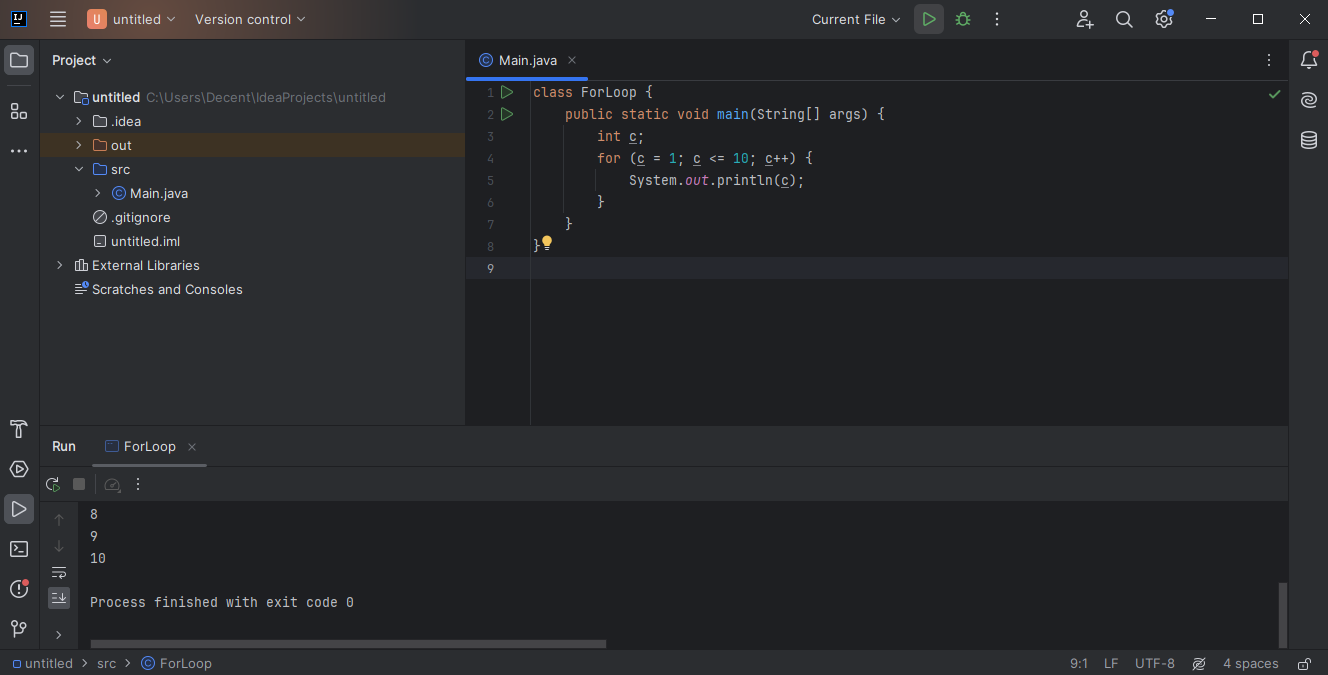 IJ U untitled Version control Current File
Project
Main.java
untitled C:\Users\Decent\IdeaProjects\untitled
.idea
out
src
Main.java
.gitignore
untitled.iml
External Libraries
Scratches and Consoles
1 class ForLoop {
2 public static void main(String[] args) {
3 int c;
4 for (c = 1; c <= 10; c++) {
5 System.out.println(c);
6 }
7 }
8 }
9
Run ForLoop
8
9
10
Process finished with exit code 0
untitled > src > ForLoop 9:1 LF UTF-8 4 spaces